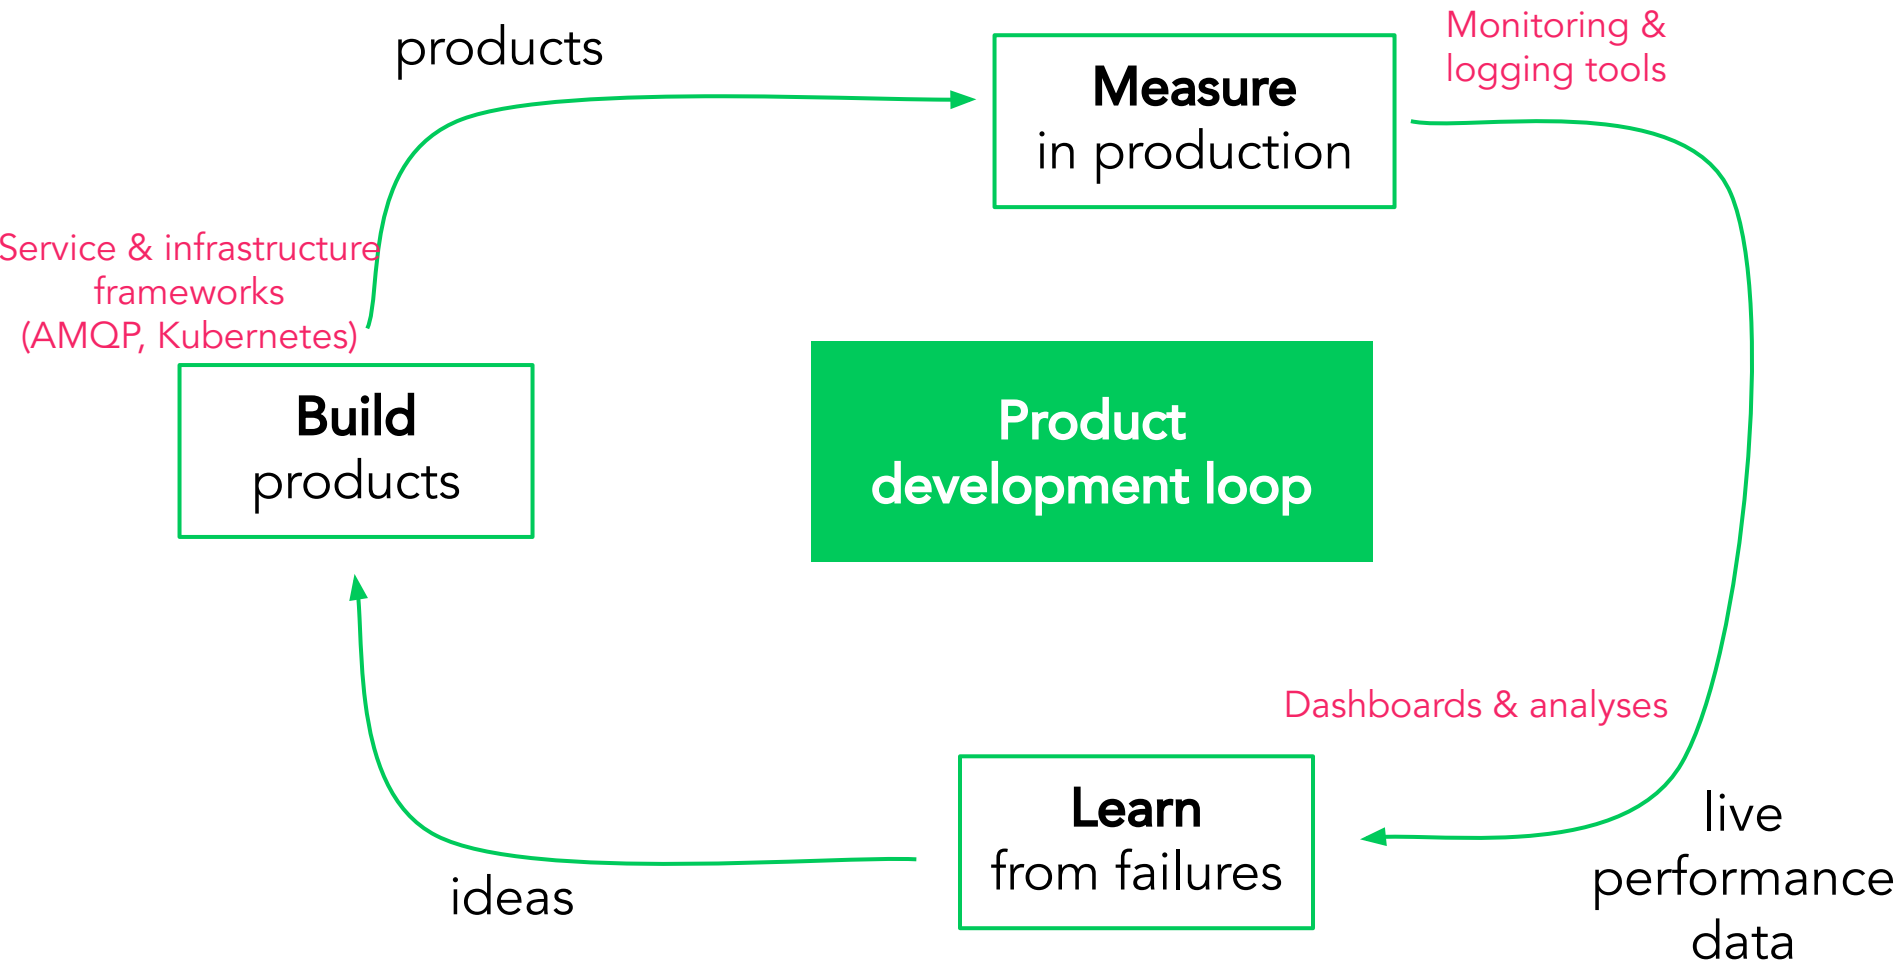 products
Monitoring &
logging tools
Measure
in production
Service & infrastructure
frameworks
(AMQP, Kubernetes)
Build
products
Product
development loop
Dashboards & analyses
Learn
from failures
live
performance
data
ideas